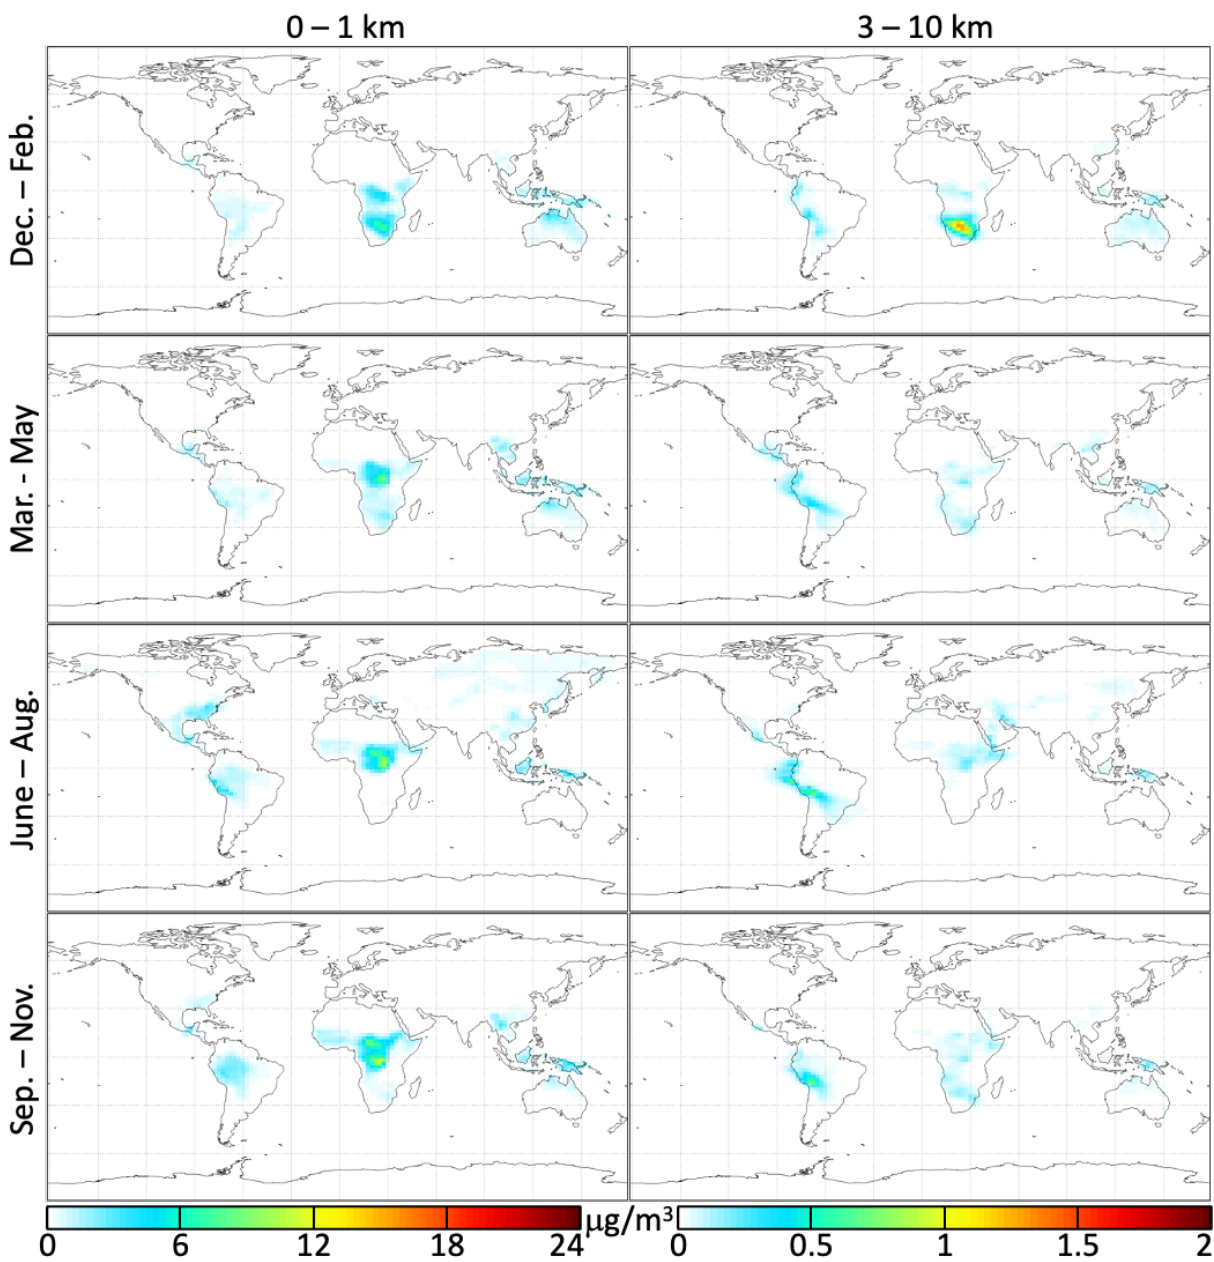 0 – 1 km
3 – 10 km
Dec. – Feb.
Mar. - May
June – Aug.
Sep. – Nov.
0 6 12 18 24 μg/m³ 0 0.5 1 1.5 2